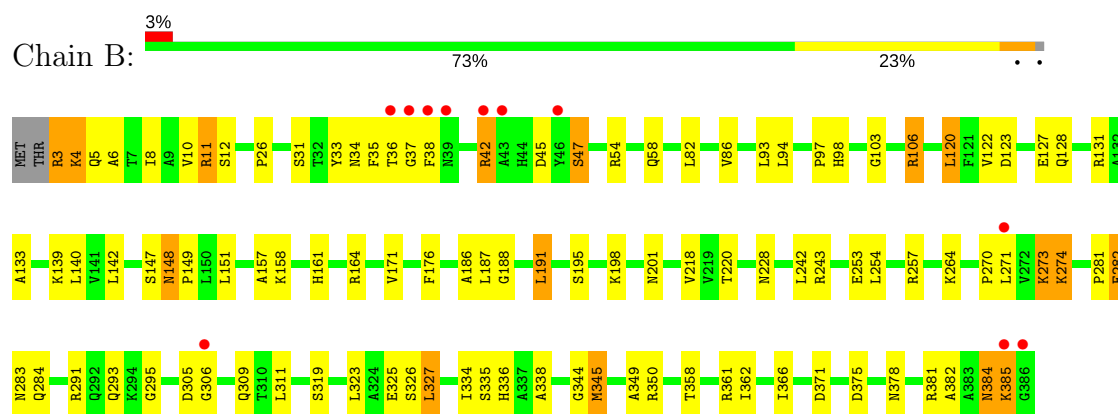 3%
Chain B:
73% 23% • •
MET THR R3 K4 Q5 A6 T7 I8 A9 V10 R11 S12 P26 S31 T32 Y33 N34 F35 T36 G37 F38 N39 R42 A43 H44 D45 Y46 S47 R54 Q58 L82 V86 L93 L94 P97 H98 G103 R106 L120 F121 V122 D123 E127 Q128 R131 A132
A133 K139 L140 V141 L142 S147 N148 P149 L150 L151 A157 K158 H161 R164 V171 F176 A186 L187 G188 L191 S195 K198 N201 V218 V219 T220 N228 L242 R243 E253 L254 R257 K264 P270 L271 V272 K273 K274 P281 E282
N283 Q284 R291 Q292 Q293 K294 G295 D305 G306 Q309 T310 L311 S319 L323 A324 E325 S326 L327 I334 S335 H336 A337 A338 G344 M345 A349 R350 T358 R361 I362 I366 D371 D375 N378 R381 A382 A383 N384 K385 G386